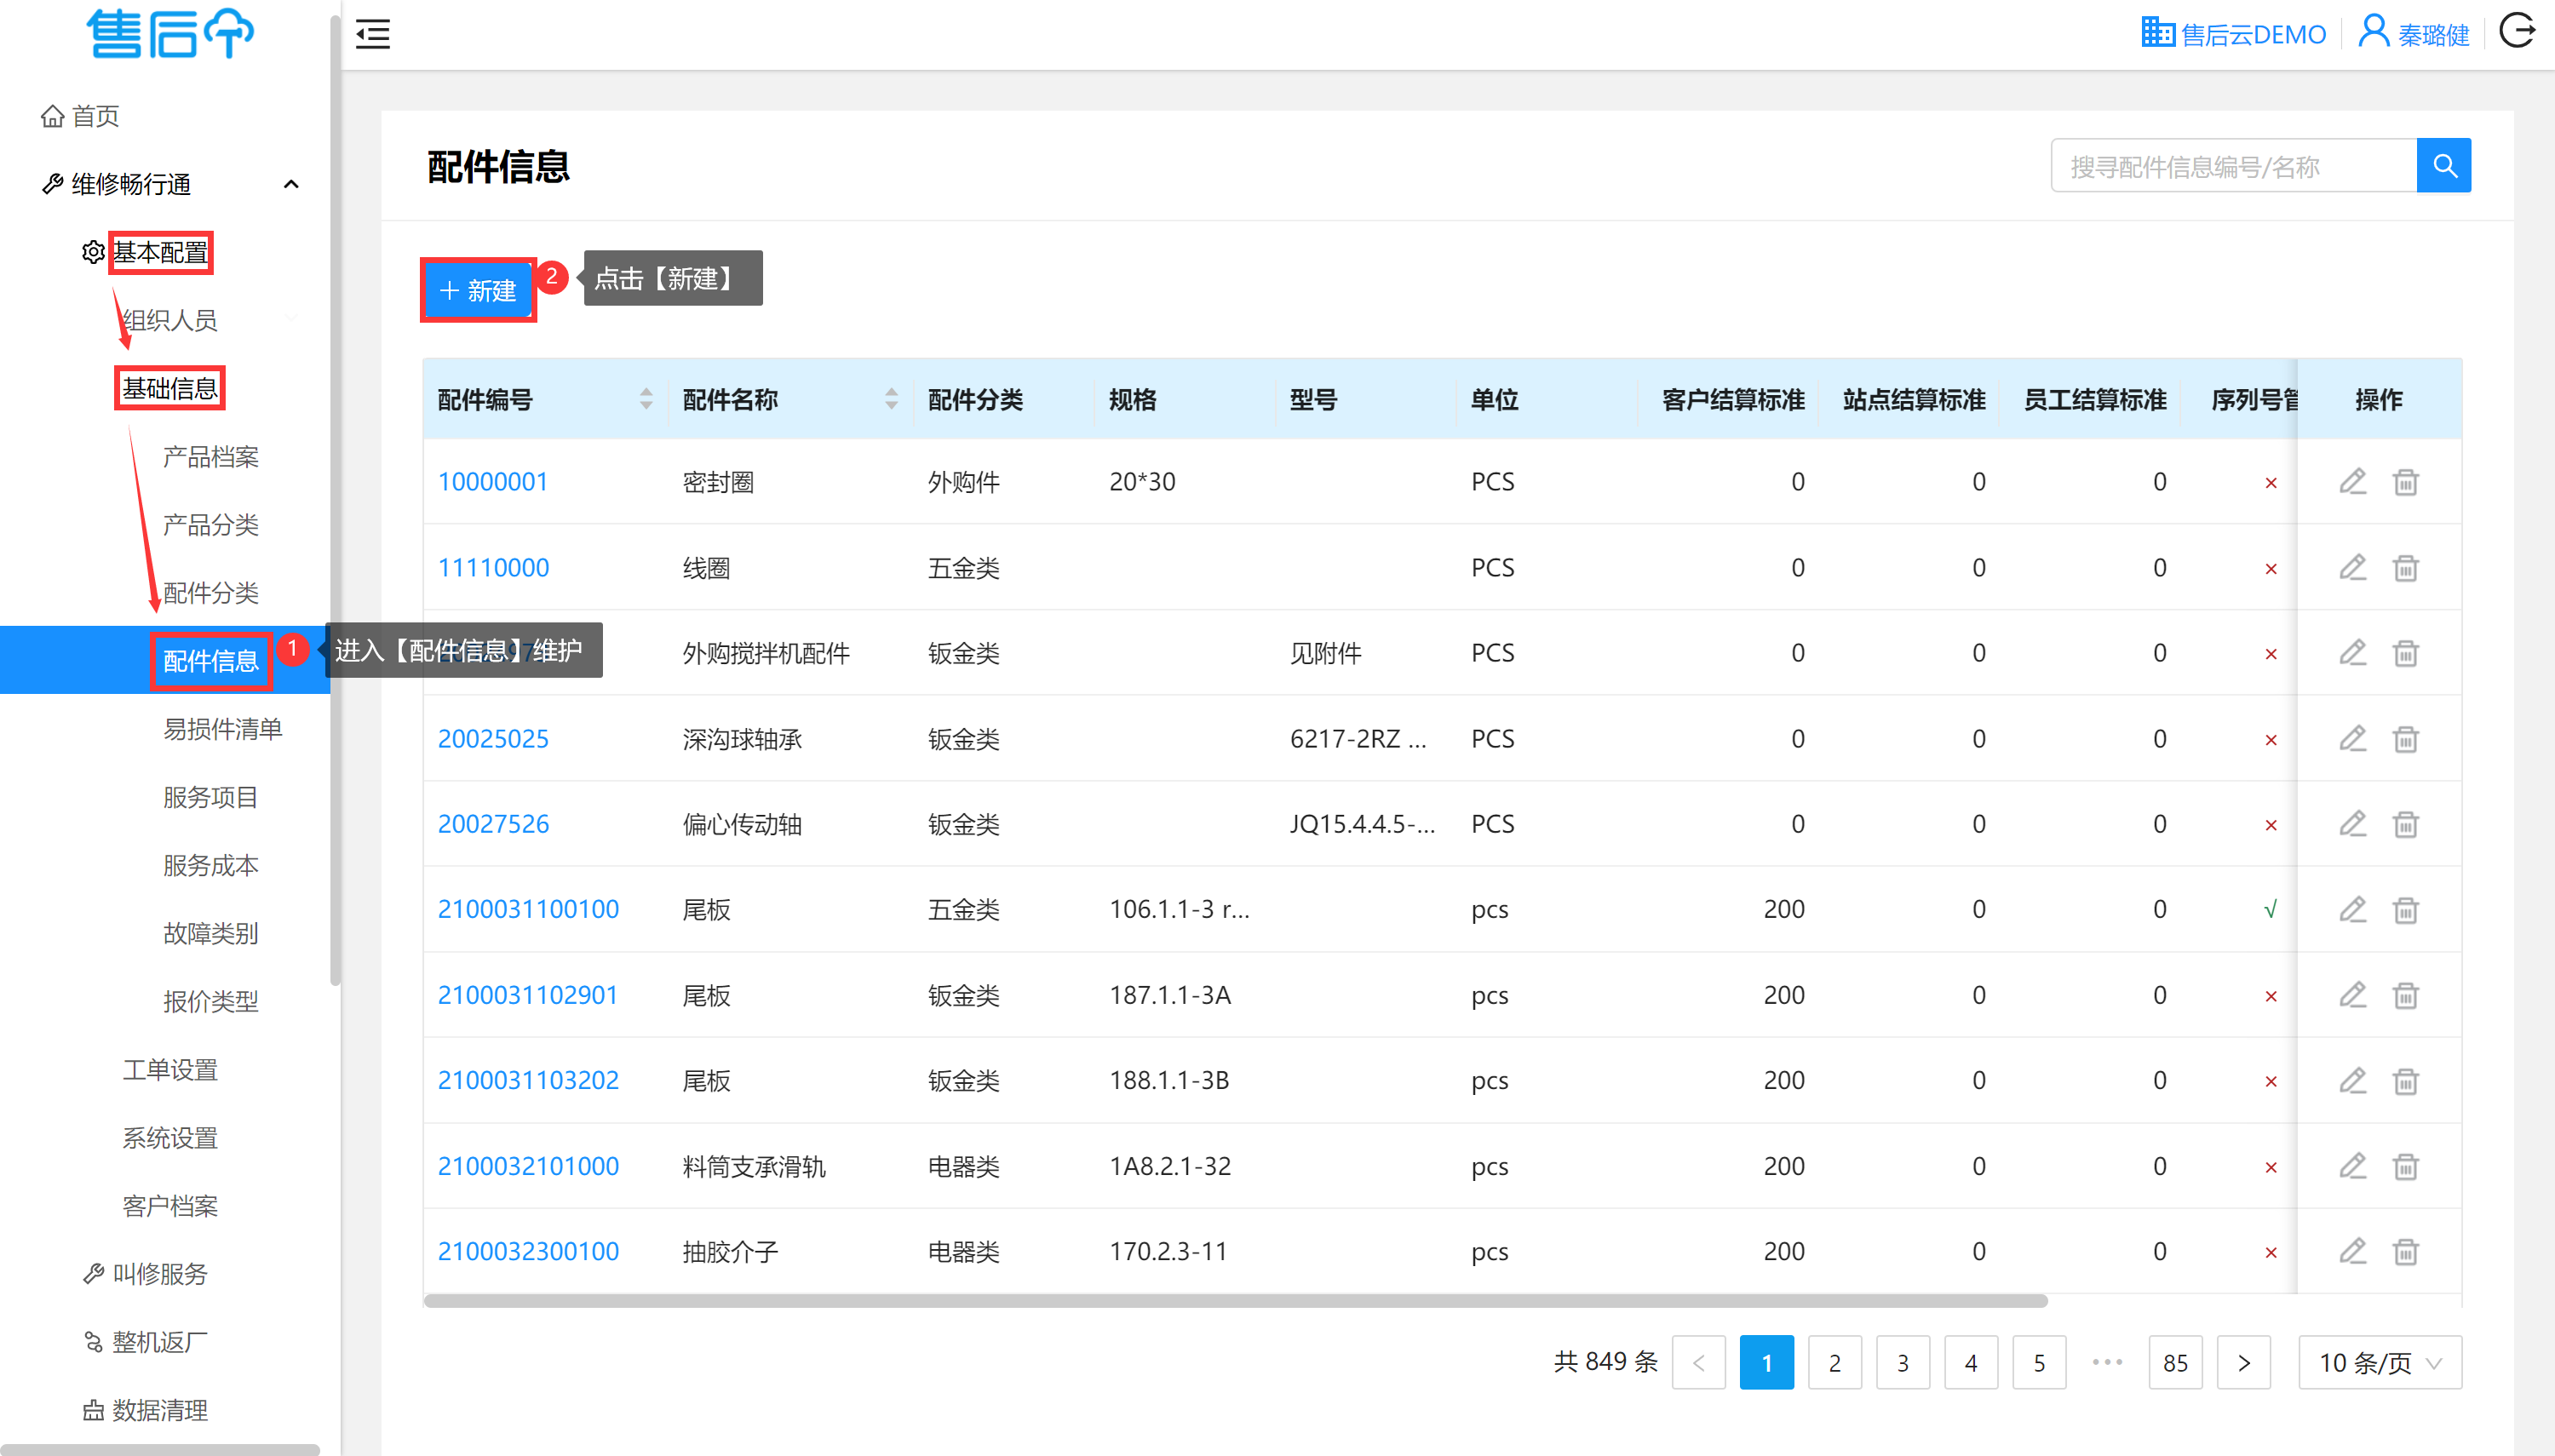 售后
售后云DEMO
秦璐健
首页
维修畅行通
基本配置
组织人员
基础信息
产品档案
产品分类
配件分类
配件信息
1
进入【配件信息】维护
易损件清单
服务项目
服务成本
故障类别
报价类型
工单设置
系统设置
客户档案
叫修服务
整机返厂
数据清理
配件信息
搜寻配件信息编号/名称
+ 新建
2
点击【新建】
配件编号 配件名称 配件分类 规格 型号 单位 客户结算标准 站点结算标准 员工结算标准 序列号管 操作
10000001 密封圈 外购件 20*30 PCS 0 0 0 ×
11110000 线圈 五金类 PCS 0 0 0 ×
外购搅拌机配件 钣金类 见附件 PCS 0 0 0 ×
20025025 深沟球轴承 钣金类 6217-2RZ ... PCS 0 0 0 ×
20027526 偏心传动轴 钣金类 JQ15.4.4.5-... PCS 0 0 0 ×
2100031100100 尾板 五金类 106.1.1-3 r... pcs 200 0 0 √
2100031102901 尾板 钣金类 187.1.1-3A pcs 200 0 0 ×
2100031103202 尾板 钣金类 188.1.1-3B pcs 200 0 0 ×
2100032101000 料筒支承滑轨 电器类 1A8.2.1-32 pcs 200 0 0 ×
2100032300100 抽胶介子 电器类 170.2.3-11 pcs 200 0 0 ×
共 849 条 < 1 2 3 4 5 ••• 85 > 10 条/页